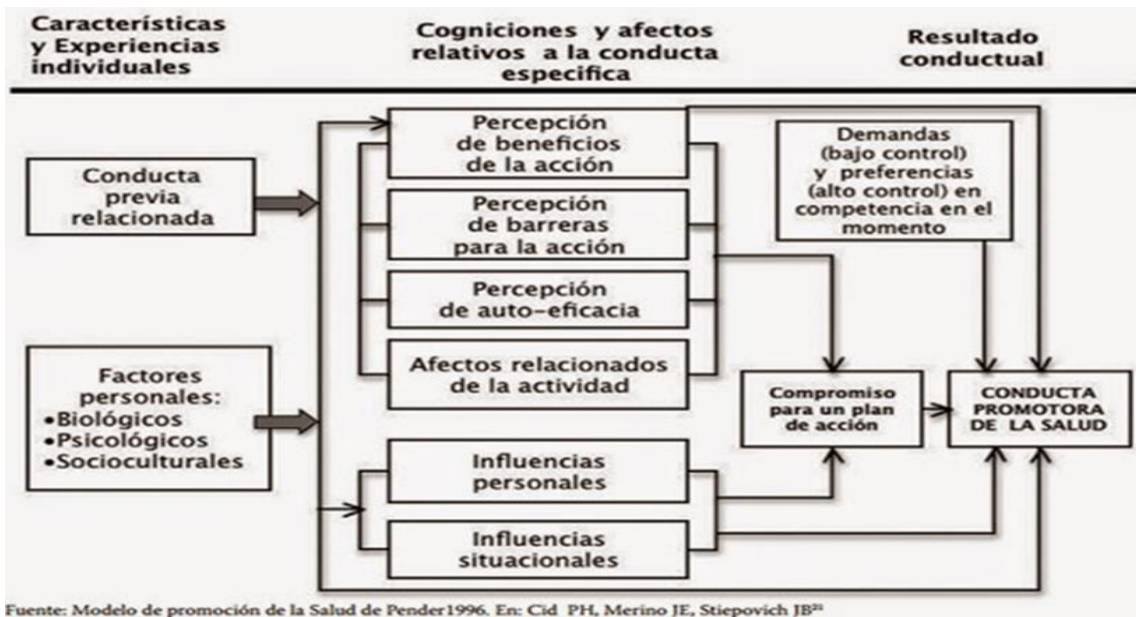 Características
y Experiencias
individuales
Cogniciones y afectos
relativos a la conducta
especifica
Resultado
conductual
Conducta
previa
relacionada
Factores
personales:
•Biológicos
•Psicológicos
•Socioculturales
Percepción
de beneficios
de la acción
Percepción
de barreras
para la acción
Percepción
de auto-eficacia
Afectos relacionados
de la actividad
Influencias
personales
Influencias
situacionales
Demandas
(bajo control)
y preferencias
(alto control) en
competencia en el
momento
Compromiso
para un plan
de acción
CONDUCTA
PROMOTORA
DE LA SALUD
Fuente: Modelo de promoción de la Salud de Pender1996. En: Cid PH, Merino JE, Stiepovich JB²¹